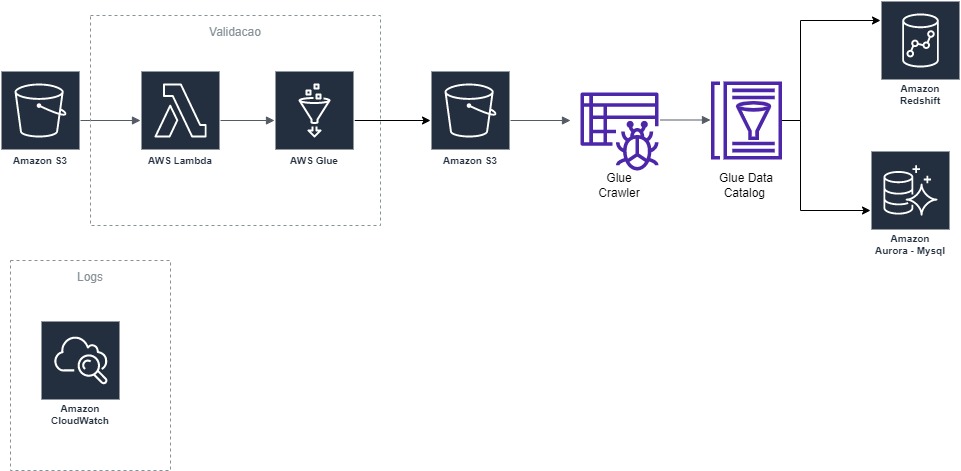 Validacao
Amazon S3
AWS Lambda
AWS Glue
Amazon S3
Glue
Crawler
Glue Data
Catalog
Amazon
Redshift
Amazon
Aurora - Mysql
Logs
Amazon
CloudWatch